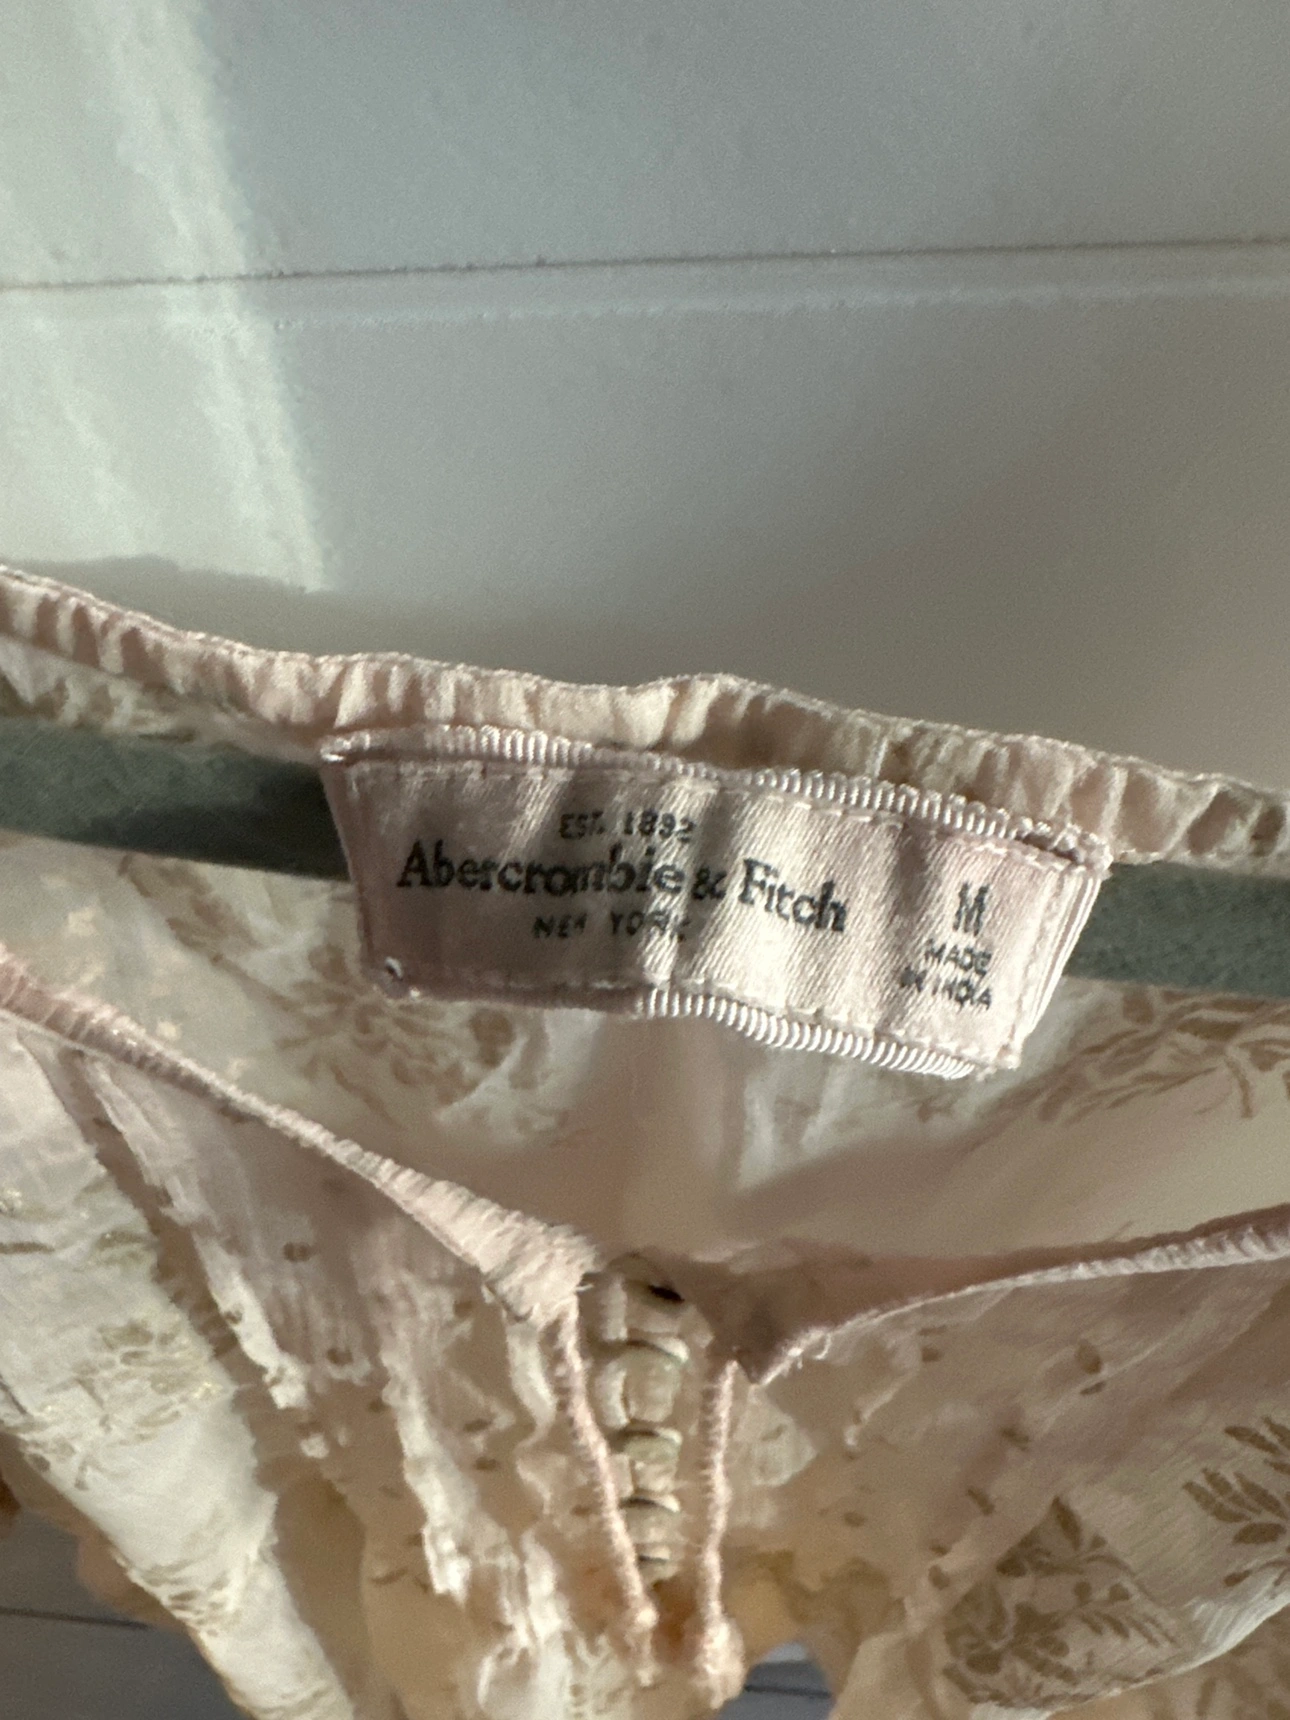 EST. 1892
Abercrombie & Fitch
NEW YORK
M
MADE
IN INDIA